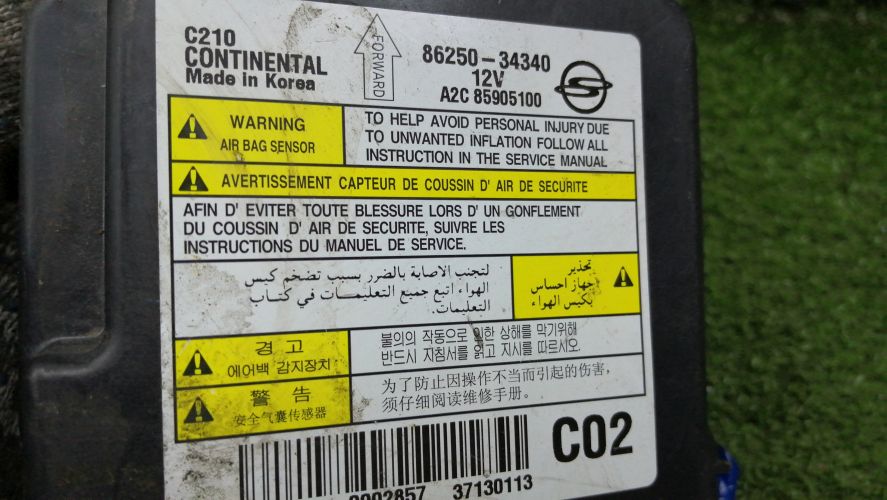 C210
CONTINENTAL
Made in Korea
FORWARD
86250-34340
12V
A2C 85905100
WARNING
AIR BAG SENSOR
TO HELP AVOID PERSONAL INJURY DUE
TO UNWANTED INFLATION FOLLOW ALL
INSTRUCTION IN THE SERVICE MANUAL
AVERTISSEMENT CAPTEUR DE COUSSIN D' AIR DE SECURITE
AFIN D' EVITER TOUTE BLESSURE LORS D' UN GONFLEMENT
DU COUSSIN D' AIR DE SECURITE, SUIVRE LES
INSTRUCTIONS DU MANUEL DE SERVICE.
تحذير
جهاز احساس
بكيس الهواء
لتجنب الاصابة بالضرر بسبب تضخم كيس
الهواء اتبع جميع التعليمـــات في كتـــاب
التعليمات.
경 고
에어백 감지장치
불의의 작동으로 인한 상해를 막기위해
반드시 지침서를 읽고 지시를 따르시오.
警 告
安全气囊传感器
为了防止因操作不当而引起的伤害,
须仔细阅读维修手册.
C02
37130113